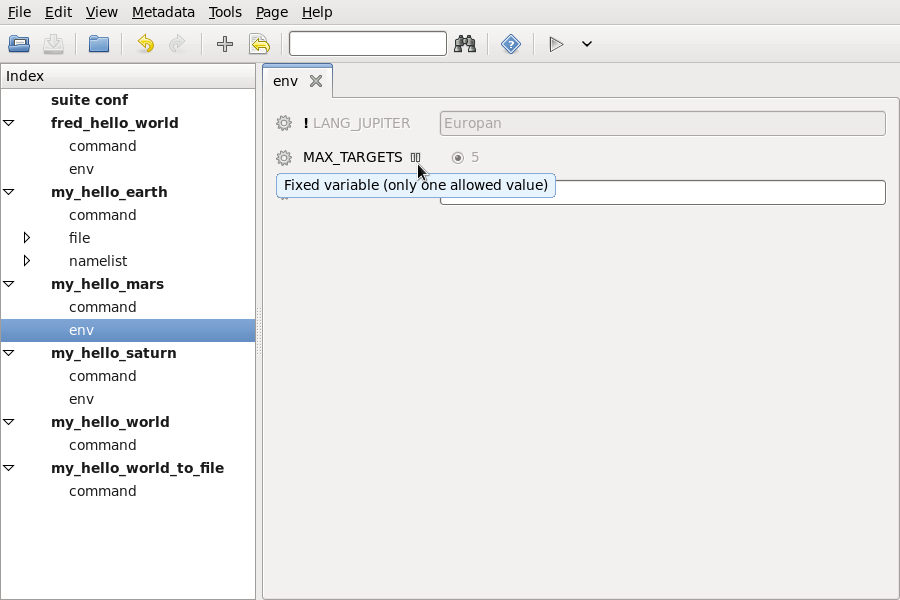 File Edit View Metadata Tools Page Help
Index
suite conf
fred_hello_world
command
env
my_hello_earth
command
file
namelist
my_hello_mars
command
env
my_hello_saturn
command
env
my_hello_world
command
my_hello_world_to_file
command
env
! LANG_JUPITER Europan
MAX_TARGETS 5
Fixed variable (only one allowed value)